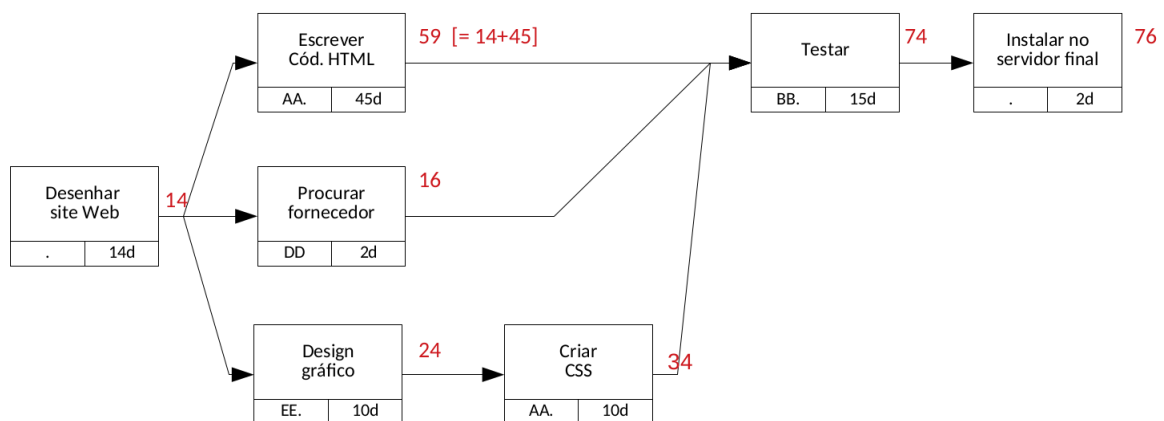 Escrever
Cód. HTML
AA.
45d
59 [= 14+45]
Testar
BB.
15d
74
Instalar no
servidor final
.
2d
76
Desenhar
site Web
.
14d
14
Procurar
fornecedor
DD
2d
16
Design
gráfico
EE.
10d
24
Criar
CSS
AA.
10d
34